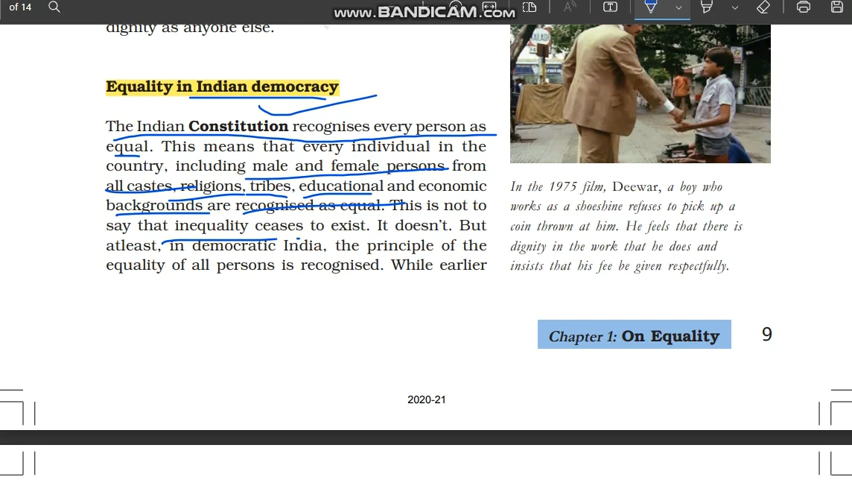 of 14
www.BANDICAM.com
dignity as anyone else.
Equality in Indian democracy
The Indian Constitution recognises every person as
equal. This means that every individual in the
country, including male and female persons from
all castes, religions, tribes, educational and economic
backgrounds are recognised as equal. This is not to
say that inequality ceases to exist. It doesn't. But
atleast, in democratic India, the principle of the
equality of all persons is recognised. While earlier
In the 1975 film, Deewar, a boy who
works as a shoeshine refuses to pick up a
coin thrown at him. He feels that there is
dignity in the work that he does and
insists that his fee be given respectfully.
Chapter 1: On Equality 9
2020-21